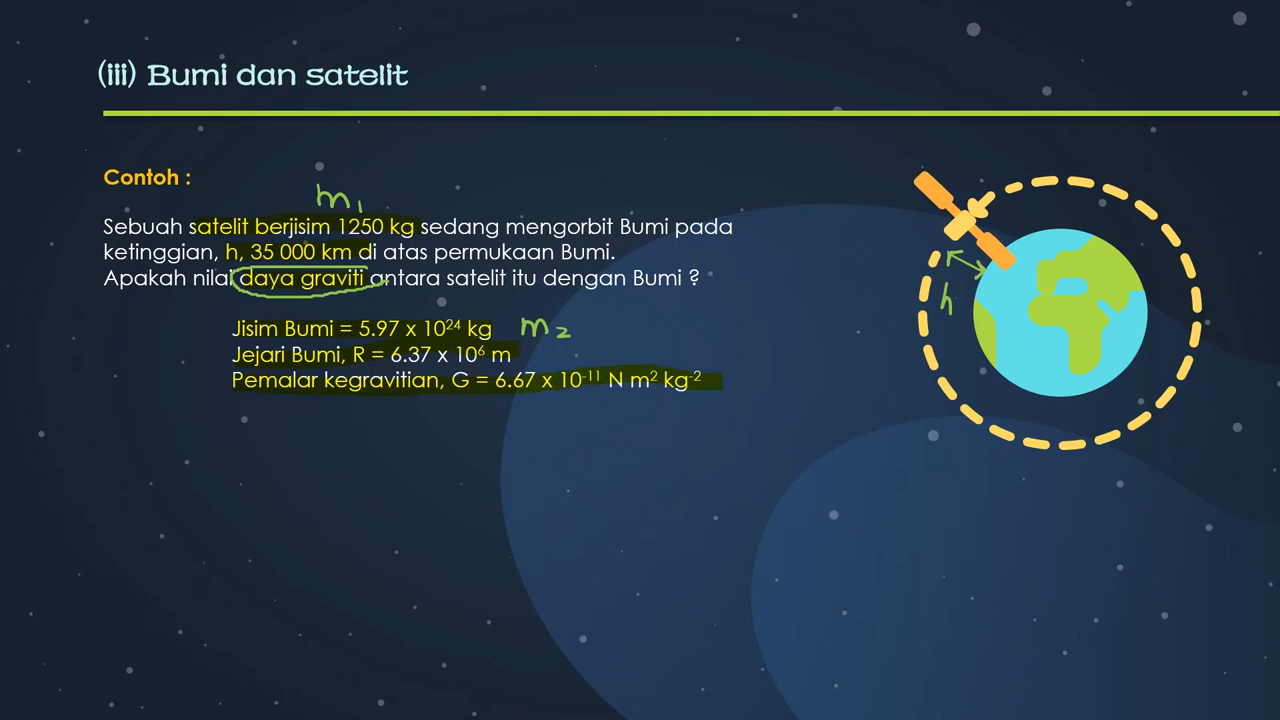 (iii) Bumi dan satelit
Contoh :
m₁
Sebuah satelit berjisim 1250 kg sedang mengorbit Bumi pada
ketinggian, h, 35 000 km di atas permukaan Bumi.
Apakah nilai daya graviti antara satelit itu dengan Bumi ?
h
Jisim Bumi = 5.97 x 10²⁴ kg m₂
Jejari Bumi, R = 6.37 x 10⁶ m
Pemalar kegravitian, G = 6.67 x 10⁻¹¹ N m² kg⁻²